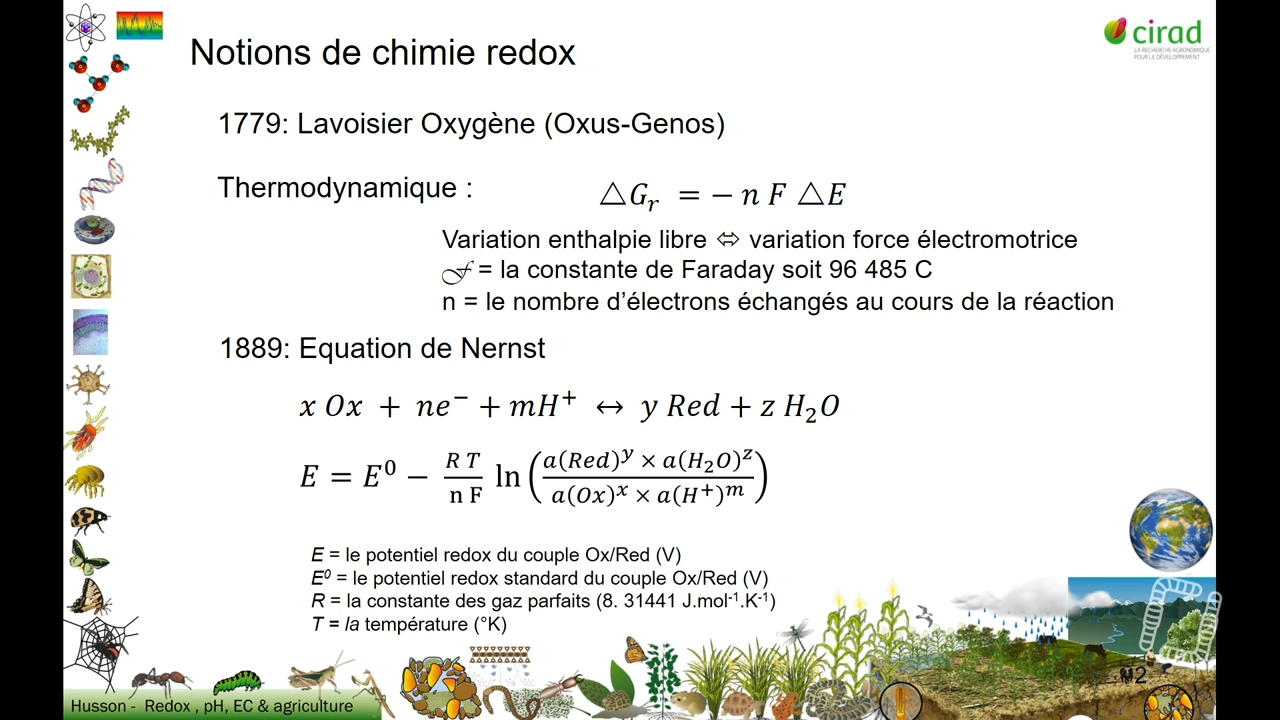 Notions de chimie redox
cirad
LA RECHERCHE AGRONOMIQUE
POUR LE DÉVELOPPEMENT
1779: Lavoisier Oxygène (Oxus-Genos)
Thermodynamique : △Gᵣ = − n F △E
Variation enthalpie libre ⬄ variation force électromotrice
ℱ = la constante de Faraday soit 96 485 C
n = le nombre d’électrons échangés au cours de la réaction
1889: Equation de Nernst
x Ox + ne⁻ + mH⁺ ↔ y Red + z H₂O
E = E⁰ − (R T)/(n F) ln((a(Red)^y × a(H₂O)^z)/(a(Ox)^x × a(H⁺)^m))
E = le potentiel redox du couple Ox/Red (V)
E⁰ = le potentiel redox standard du couple Ox/Red (V)
R = la constante des gaz parfaits (8. 31441 J.mol⁻¹.K⁻¹)
T = la température (°K)
Husson - Redox , pH, EC & agriculture